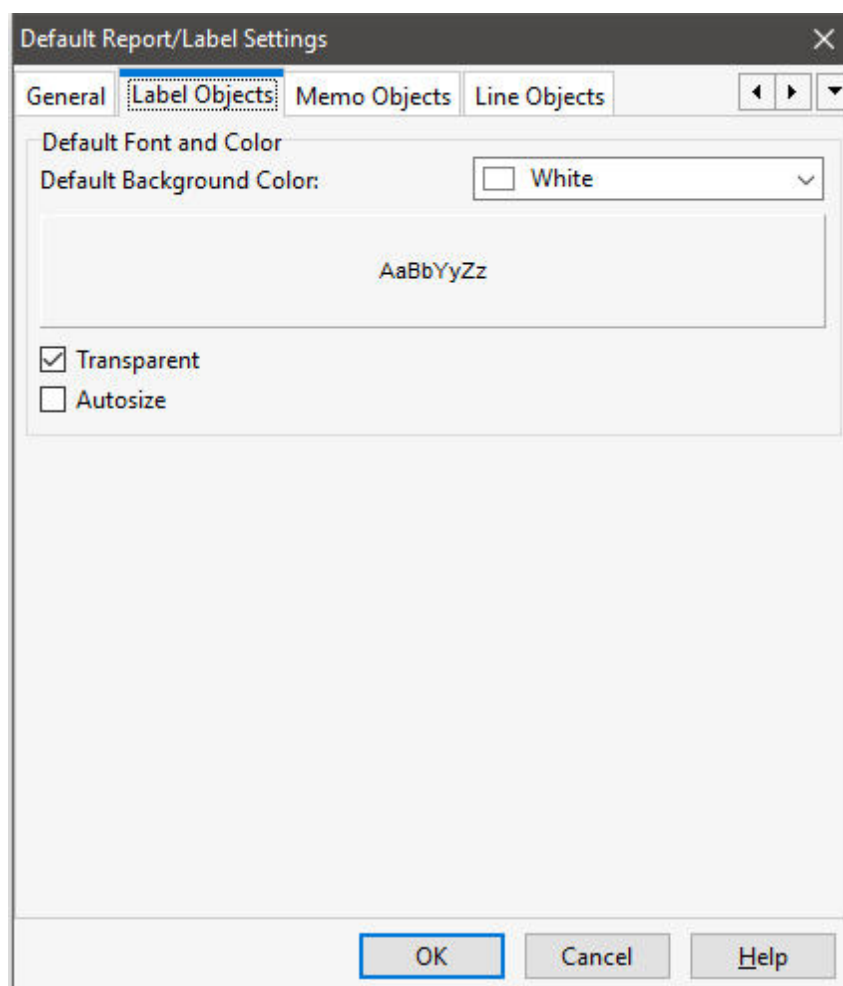 Default Report/Label Settings
General Label Objects Memo Objects Line Objects
Default Font and Color
Default Background Color: White
AaBbYyZz
Transparent
Autosize
OK Cancel Help